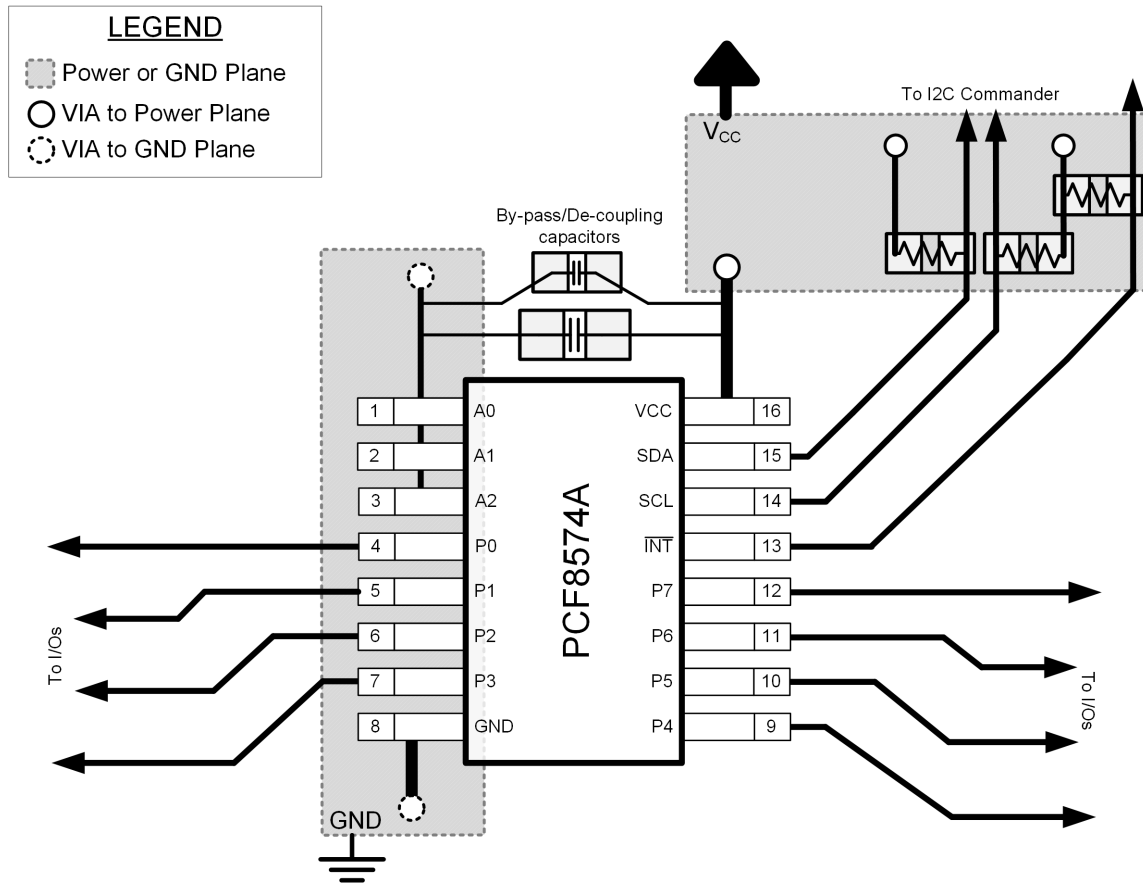 LEGEND
Power or GND Plane
VIA to Power Plane
VIA to GND Plane
To I2C Commander
VCC
By-pass/De-coupling
capacitors
PCF8574A
1 A0
2 A1
3 A2
4 P0
5 P1
6 P2
7 P3
8 GND
VCC 16
SDA 15
SCL 14
INT 13
P7 12
P6 11
P5 10
P4 9
To I/Os
To I/Os
GND